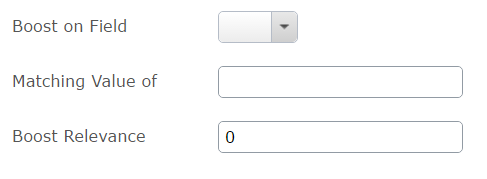 Boost on Field
Matching Value of
Boost Relevance 0